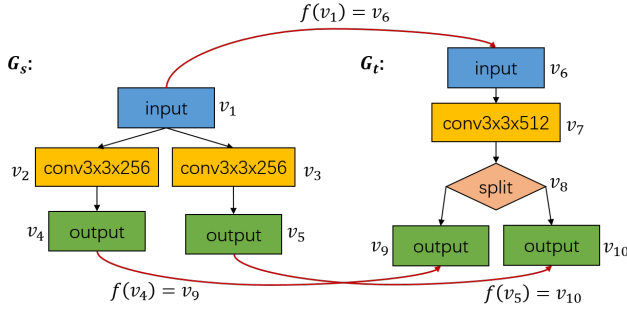 f(v₁) = v₆
Gₛ:
input
v₁
v₂
conv3x3x256
conv3x3x256
v₃
v₄
output
output
v₅
f(v₄) = v₉
Gₜ:
input
v₆
conv3x3x512
v₇
split
v₈
v₉
output
output
v₁₀
f(v₅) = v₁₀